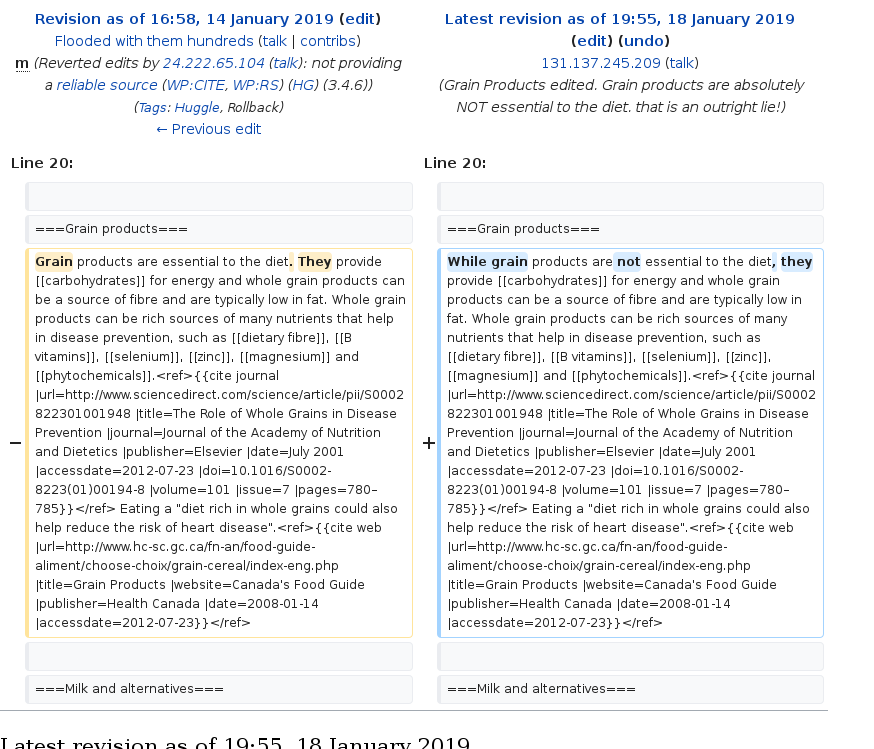 Revision as of 16:58, 14 January 2019 (edit)
Flooded with them hundreds (talk | contribs)
m (Reverted edits by 24.222.65.104 (talk): not providing
a reliable source (WP:CITE, WP:RS) (HG) (3.4.6))
(Tags: Huggle, Rollback)
← Previous edit
Latest revision as of 19:55, 18 January 2019
(edit) (undo)
131.137.245.209 (talk)
(Grain Products edited. Grain products are absolutely
NOT essential to the diet. that is an outright lie!)
Line 20:
===Grain products===
− Grain products are essential to the diet. They provide
[[carbohydrates]] for energy and whole grain products can
be a source of fibre and are typically low in fat. Whole grain
products can be rich sources of many nutrients that help
in disease prevention, such as [[dietary fibre]], [[B
vitamins]], [[selenium]], [[zinc]], [[magnesium]] and
[[phytochemicals]].<ref>{{cite journal
|url=http://www.sciencedirect.com/science/article/pii/S0002
822301001948 |title=The Role of Whole Grains in Disease
Prevention |journal=Journal of the Academy of Nutrition
and Dietetics |publisher=Elsevier |date=July 2001
|accessdate=2012-07-23 |doi=10.1016/S0002-
8223(01)00194-8 |volume=101 |issue=7 |pages=780–
785}}</ref> Eating a "diet rich in whole grains could also
help reduce the risk of heart disease".<ref>{{cite web
|url=http://www.hc-sc.gc.ca/fn-an/food-guide-
aliment/choose-choix/grain-cereal/index-eng.php
|title=Grain Products |website=Canada's Food Guide
|publisher=Health Canada |date=2008-01-14
|accessdate=2012-07-23}}</ref>
===Milk and alternatives===
Line 20:
===Grain products===
+ While grain products are not essential to the diet, they
provide [[carbohydrates]] for energy and whole grain
products can be a source of fibre and are typically low in
fat. Whole grain products can be rich sources of many
nutrients that help in disease prevention, such as
[[dietary fibre]], [[B vitamins]], [[selenium]], [[zinc]],
[[magnesium]] and [[phytochemicals]].<ref>{{cite journal
|url=http://www.sciencedirect.com/science/article/pii/S0002
822301001948 |title=The Role of Whole Grains in Disease
Prevention |journal=Journal of the Academy of Nutrition
and Dietetics |publisher=Elsevier |date=July 2001
|accessdate=2012-07-23 |doi=10.1016/S0002-
8223(01)00194-8 |volume=101 |issue=7 |pages=780–
785}}</ref> Eating a "diet rich in whole grains could also
help reduce the risk of heart disease".<ref>{{cite web
|url=http://www.hc-sc.gc.ca/fn-an/food-guide-
aliment/choose-choix/grain-cereal/index-eng.php
|title=Grain Products |website=Canada's Food Guide
|publisher=Health Canada |date=2008-01-14
|accessdate=2012-07-23}}</ref>
===Milk and alternatives===
Latest revision as of 19:55, 18 January 2019